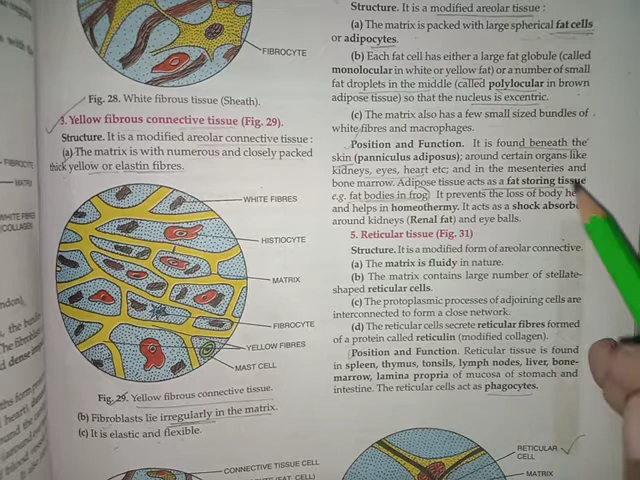 FIBROCYTE
Fig. 28. White fibrous tissue (Sheath).
3. Yellow fibrous connective tissue (Fig. 29).
Structure. It is a modified areolar connective tissue :
(a) The matrix is with numerous and closely packed
thick yellow or elastin fibres.
WHITE FIBRES
HISTIOCYTE
MATRIX
FIBROCYTE
YELLOW FIBRES
MAST CELL
Fig. 29. Yellow fibrous connective tissue.
(b) Fibroblasts lie irregularly in the matrix.
(c) It is elastic and flexible.
CONNECTIVE TISSUE CELL
Structure. It is a modified areolar tissue :
(a) The matrix is packed with large spherical fat cells
or adipocytes.
(b) Each fat cell has either a large fat globule (called
monolocular in white or yellow fat) or a number of small
fat droplets in the middle (called polylocular in brown
adipose tissue) so that the nucleus is excentric.
(c) The matrix also has a few small sized bundles of
white fibres and macrophages.
Position and Function. It is found beneath the
skin (panniculus adiposus); around certain organs like
kidneys, eyes, heart etc; and in the mesenteries and
bone marrow. Adipose tissue acts as a fat storing tissue
e.g. fat bodies in frog) It prevents the loss of body
and helps in homeothermy. It acts as a shock
around kidneys (Renal fat) and eye balls.
5. Reticular tissue (Fig. 31)
Structure. It is a modified form of areolar connective.
(a) The matrix is fluidy in nature.
(b) The matrix contains large number of stellate-
shaped reticular cells.
(c) The protoplasmic processes of adjoining cells are
interconnected to form a close network.
(d) The reticular cells secrete reticular fibres formed
of a protein called reticulin (modified collagen).
Position and Function. Reticular tissue is found
in spleen, thymus, tonsils, lymph nodes, liver, bone-
marrow, lamina propria of mucosa of stomach and
intestine. The reticular cells act as phagocytes.
RETICULAR
CELL
MATRIX